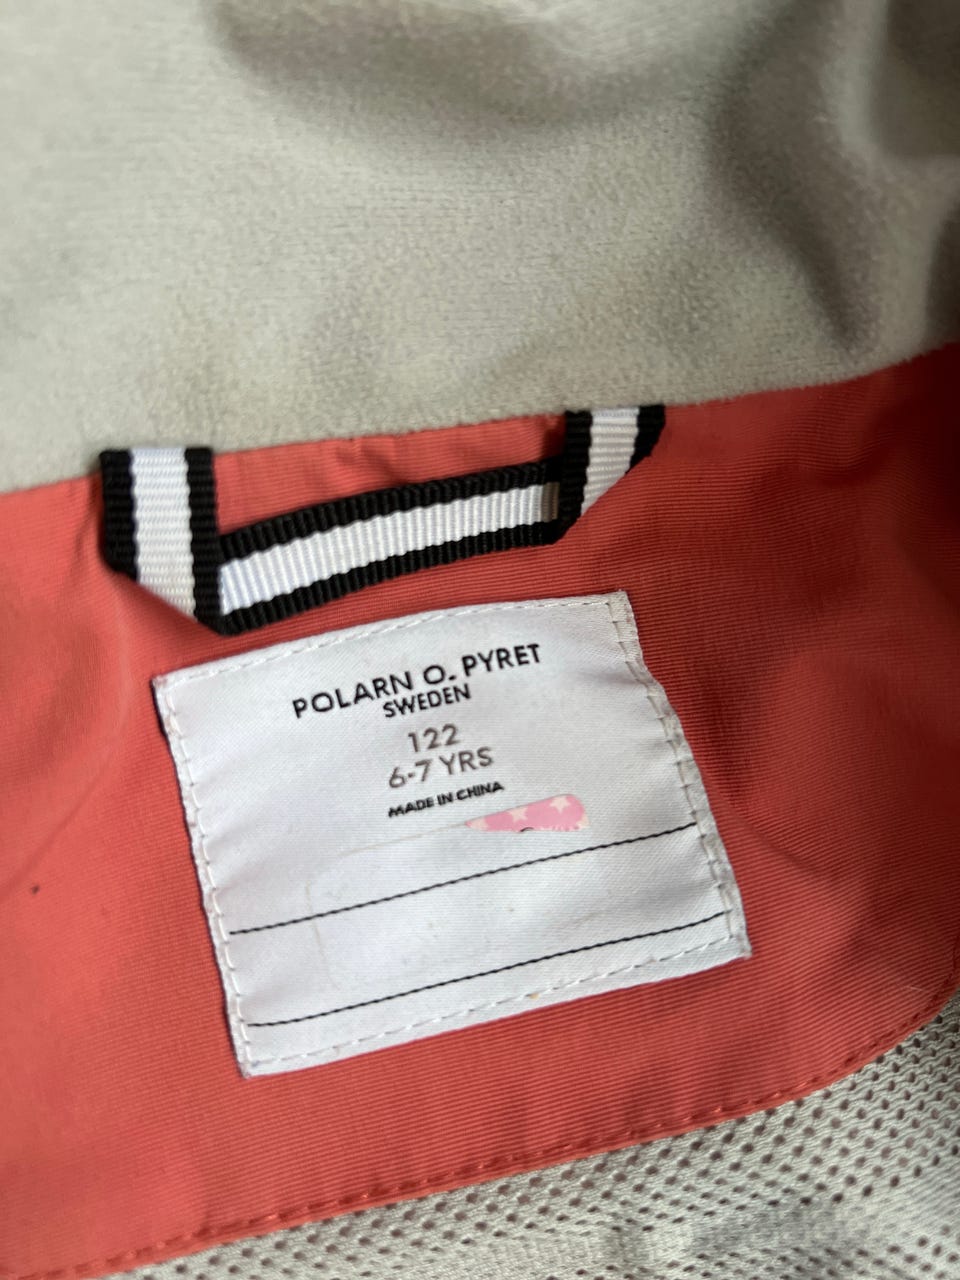 POLARN O. PYRET
SWEDEN
122
6-7 YRS
MADE IN CHINA